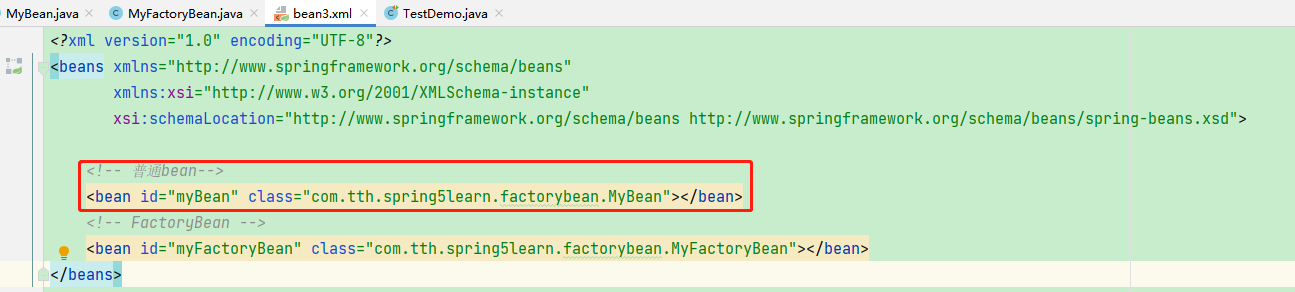 MyBean.java MyFactoryBean.java bean3.xml TestDemo.java
<?xml version="1.0" encoding="UTF-8"?>
<beans xmlns="http://www.springframework.org/schema/beans"
xmlns:xsi="http://www.w3.org/2001/XMLSchema-instance"
xsi:schemaLocation="http://www.springframework.org/schema/beans http://www.springframework.org/schema/beans/spring-beans.xsd">
<!-- 普通bean-->
<bean id="myBean" class="com.tth.spring5learn.factorybean.MyBean"></bean>
<!-- FactoryBean -->
<bean id="myFactoryBean" class="com.tth.spring5learn.factorybean.MyFactoryBean"></bean>
</beans>